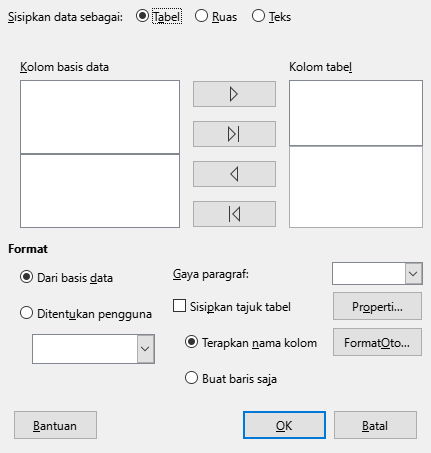 Sisipkan data sebagai: Tabel Ruas Teks
Kolom basis data Kolom tabel
Format
Dari basis data Gaya paragraf:
Ditentukan pengguna Sisipkan tajuk tabel Properti...
Terapkan nama kolom FormatOto...
Buat baris saja
Bantuan OK Batal